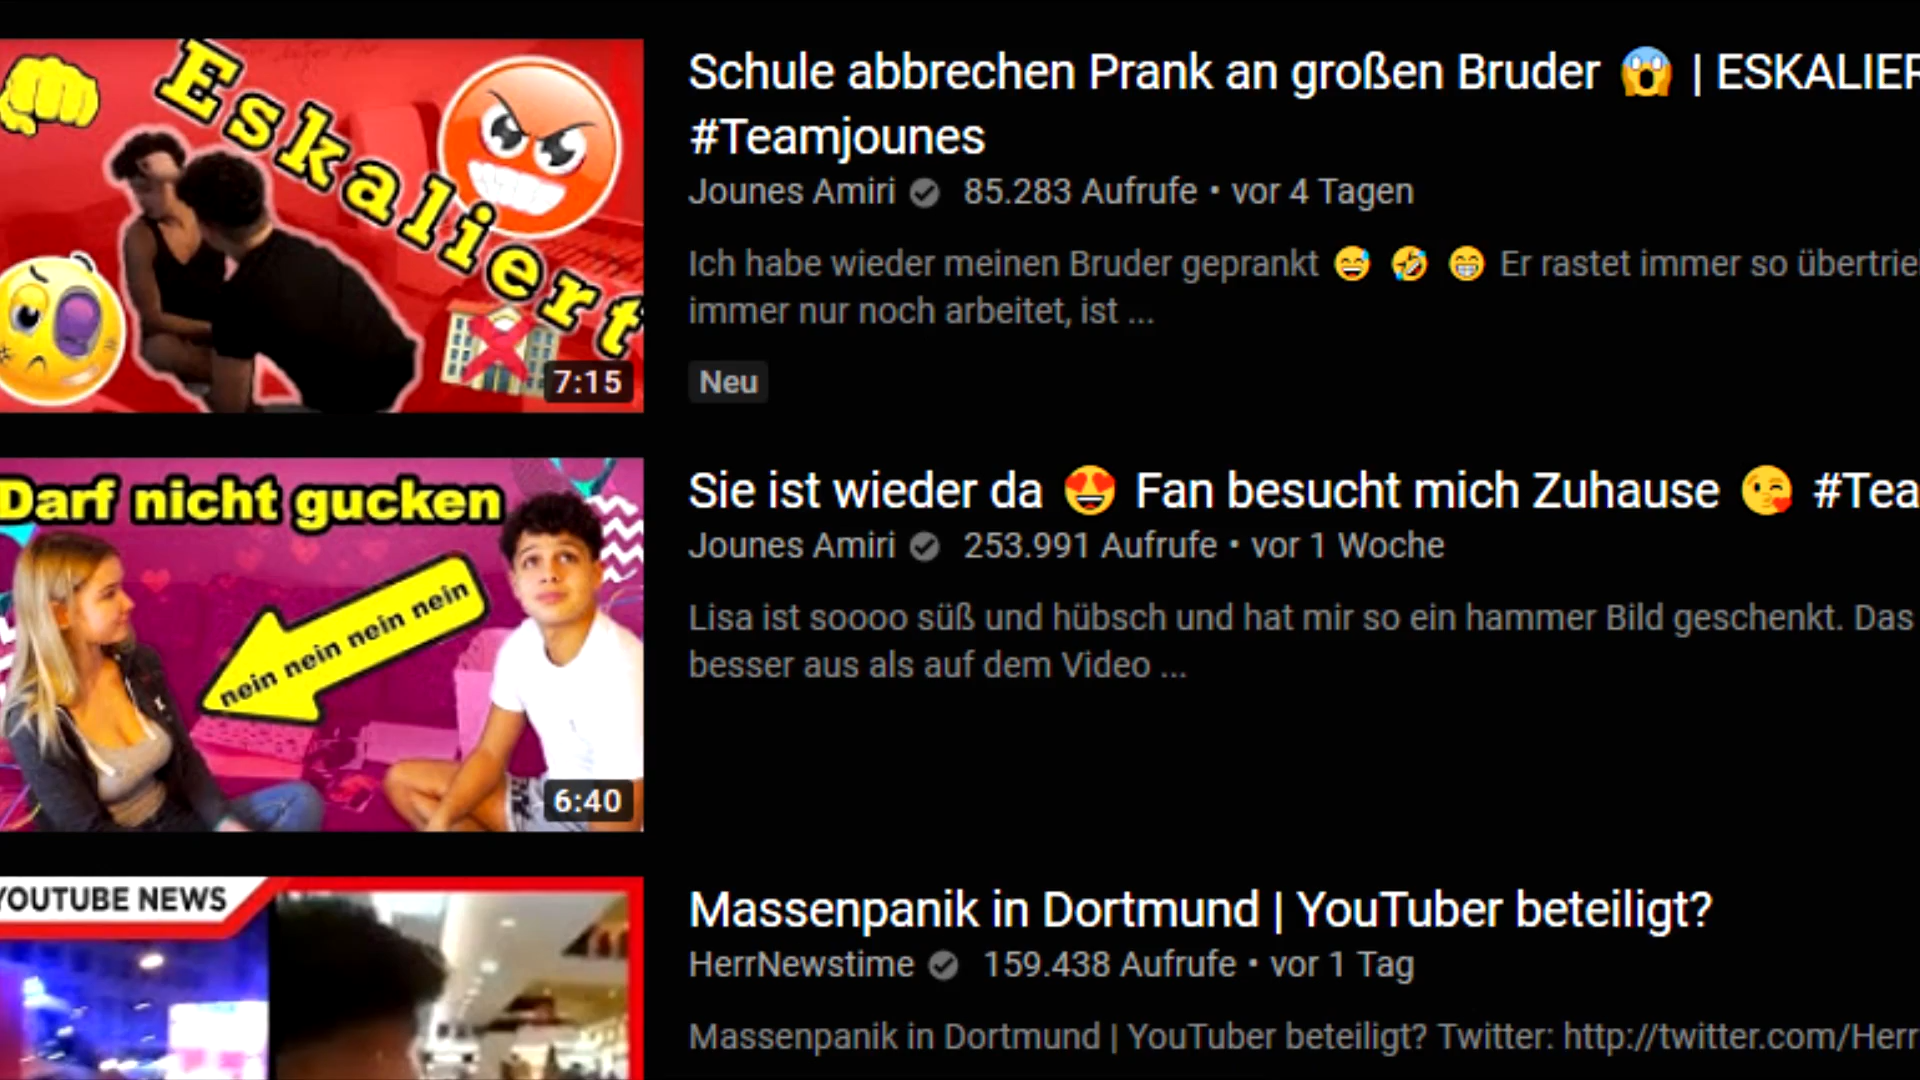 Eskaliert
7:15
Schule abbrechen Prank an großen Bruder 😱 | ESKALIER
#Teamjounes
Jounes Amiri 85.283 Aufrufe • vor 4 Tagen
Ich habe wieder meinen Bruder geprankt 😅 🤣 😁 Er rastet immer so übertrie
immer nur noch arbeitet, ist ...
Neu
Darf nicht gucken
nein nein nein nein
6:40
Sie ist wieder da 😍 Fan besucht mich Zuhause 😘 #Tea
Jounes Amiri 253.991 Aufrufe • vor 1 Woche
Lisa ist soooo süß und hübsch und hat mir so ein hammer Bild geschenkt. Das
besser aus als auf dem Video ...
YOUTUBE NEWS
Massenpanik in Dortmund | YouTuber beteiligt?
HerrNewstime 159.438 Aufrufe • vor 1 Tag
Massenpanik in Dortmund | YouTuber beteiligt? Twitter: http://twitter.com/Herr